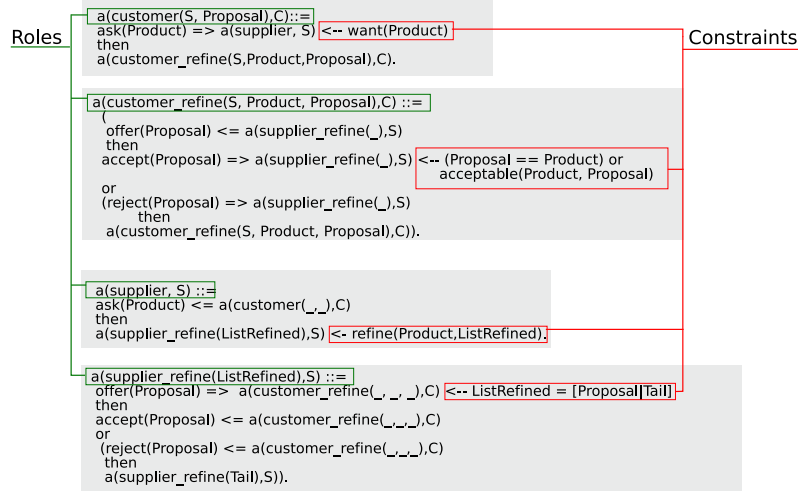 Roles
Constraints
a(customer(S, Proposal),C)::=
ask(Product) => a(supplier, S) <-- want(Product)
then
a(customer_refine(S,Product,Proposal),C).
a(customer_refine(S, Product, Proposal),C) ::=
(
offer(Proposal) <= a(supplier_refine(_),S)
then
accept(Proposal) => a(supplier_refine(_),S) <-- (Proposal == Product) or
acceptable(Product, Proposal)
or
(reject(Proposal) => a(supplier_refine(_),S)
then
a(customer_refine(S, Product, Proposal),C)).
a(supplier, S) ::=
ask(Product) <= a(customer(_,_),C)
then
a(supplier_refine(ListRefined),S) <- refine(Product,ListRefined).
a(supplier_refine(ListRefined),S) ::=
offer(Proposal) => a(customer_refine(_, _, _),C) <-- ListRefined = [Proposal|Tail]
then
accept(Proposal) <= a(customer_refine(_,_,_),C)
or
(reject(Proposal) <= a(customer_refine(_,_,_),C)
then
a(supplier_refine(Tail),S)).